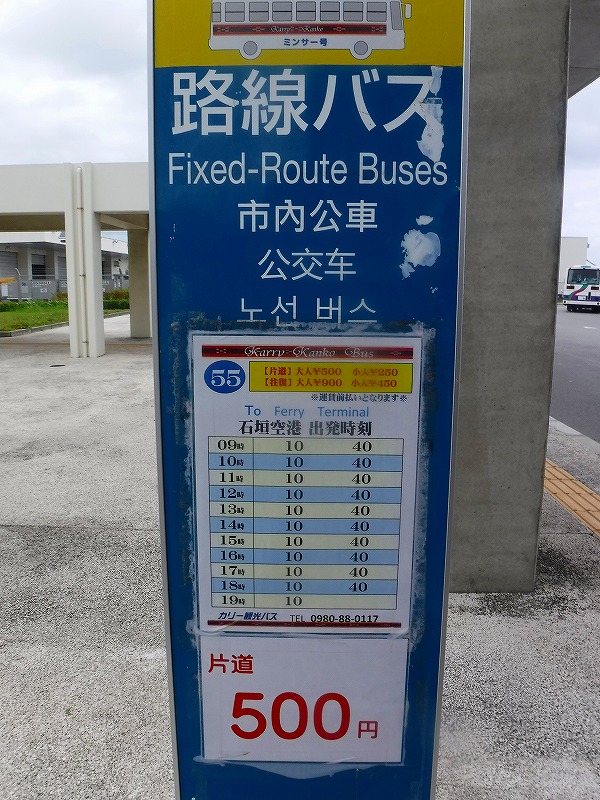 Karry Kanko
ミンサー号
路線バス
Fixed-Route Buses
市內公車
公交车
노선 버스
Karry-Kanko Bus
55
【片道】大人¥500 小人¥250
【往復】大人¥900 小人¥450
※運賃前払いとなります※
To Ferry Terminal
石垣空港 出発時刻
09時 10 40
10時 10 40
11時 10 40
12時 10 40
13時 10 40
14時 10 40
15時 10 40
16時 10 40
17時 10 40
18時 10 40
19時 10
カリー観光バス TEL 0980-88-0117
片道
500円